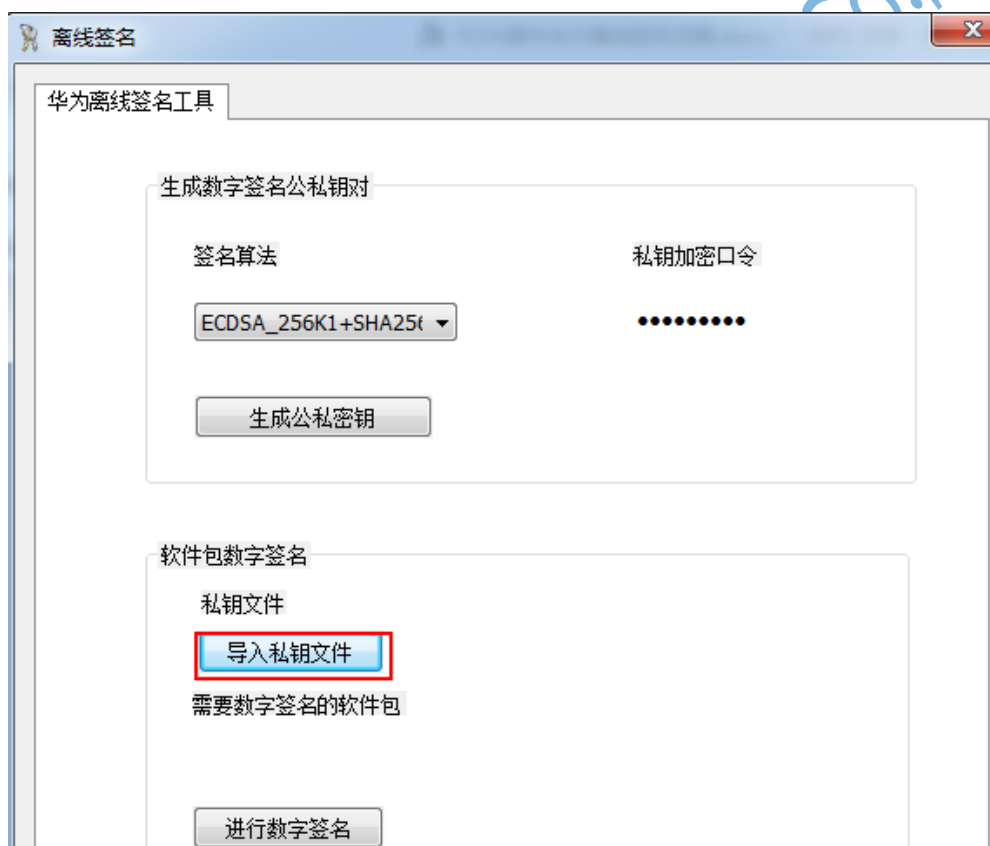 离线签名
华为离线签名工具
生成数字签名公私钥对
签名算法
私钥加密口令
ECDSA_256K1+SHA256
生成公私密钥
软件包数字签名
私钥文件
导入私钥文件
需要数字签名的软件包
进行数字签名